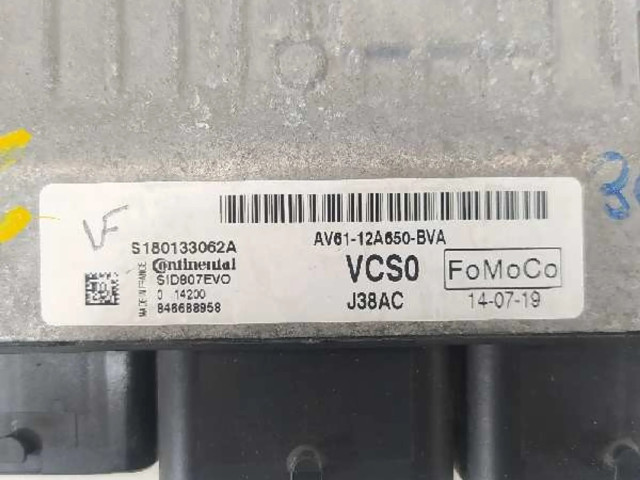 VF
AV61-12A650-BVA
S180133062A
Continental
VCS0
FoMoCo
SID807EVO
0 14200
J38AC
14-07-19
848688958
MADE IN FRANCE